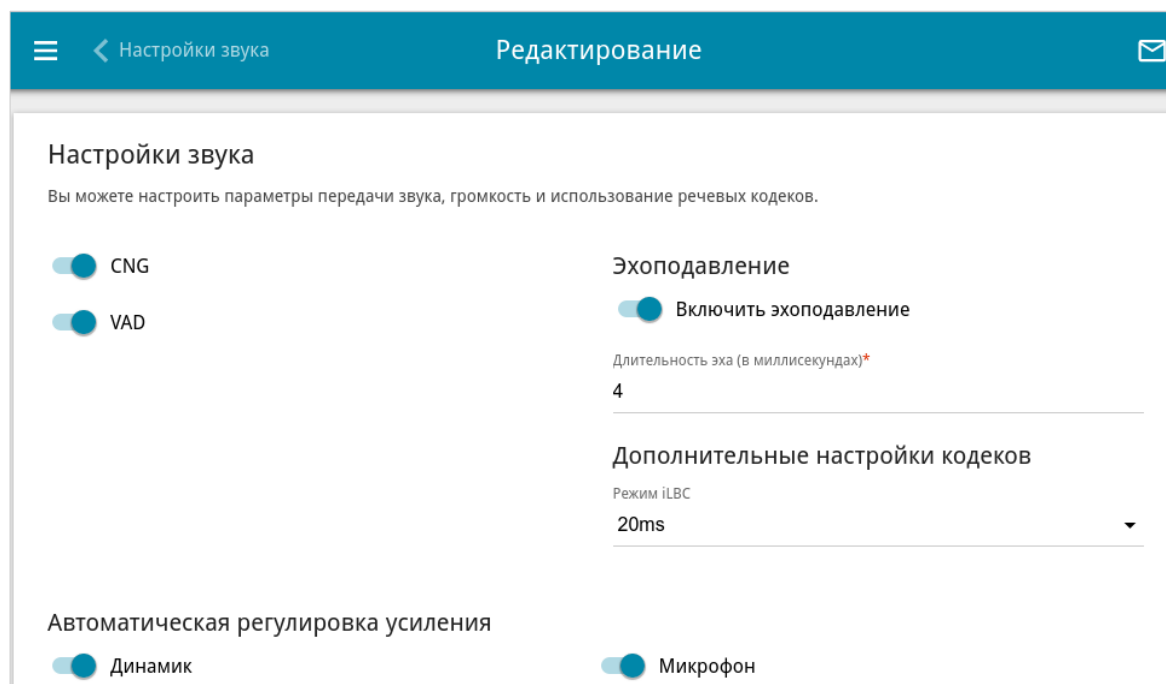 Настройки звука
Редактирование
Настройки звука
Вы можете настроить параметры передачи звука, громкость и использование речевых кодеков.
CNG
VAD
Эхоподавление
Включить эхоподавление
Длительность эха (в миллисекундах)*
4
Дополнительные настройки кодеков
Режим iLBC
20ms
Автоматическая регулировка усиления
Динамик
Микрофон